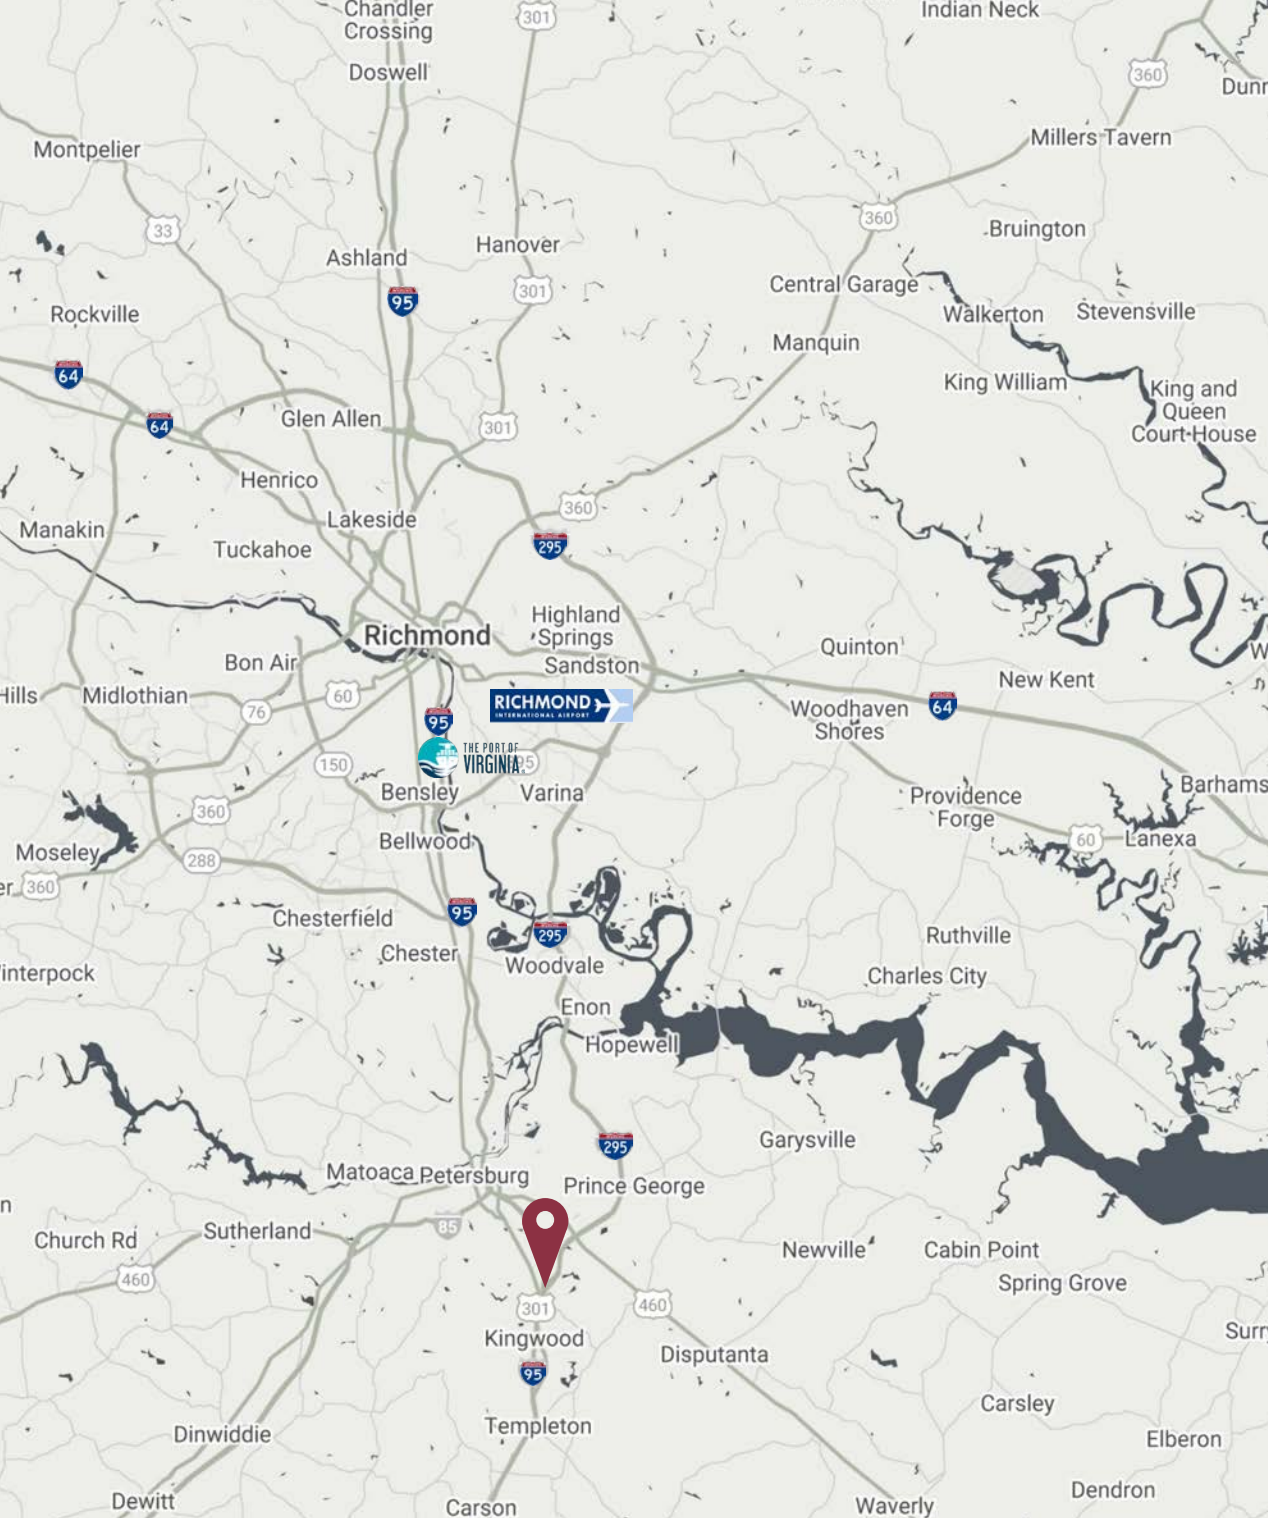 Chandler
Crossing
301
Indian Neck
Doswell
360
Dunn
Millers Tavern
Montpelier
360
33
Bruington
Hanover
Ashland
Central Garage
301
95
Walkerton
Stevensville
Rockville
Manquin
64
King William
King and
Queen
Court House
64
Glen Allen
301
Henrico
360
Lakeside
Manakin
295
Tuckahoe
Highland
Springs
Richmond
Quinton
Bon Air
Sandston
New Kent
Hills
Midlothian
60
76
RICHMOND
INTERNATIONAL AIRPORT
64
Woodhaven
Shores
95
THE PORT OF
VIRGINIA
150
Bensley
Varina
Barhams
Providence
Forge
360
Bellwood
60
Lanexa
Moseley
288
360
Chesterfield
95
295
Ruthville
Chester
Woodvale
Charles City
interpock
Enon
Hopewell
Garysville
295
Matoaca
Petersburg
Prince George
85
Sutherland
Church Rd
Newville
Cabin Point
460
Spring Grove
301
460
Kingwood
Surry
Disputanta
95
Carsley
Templeton
Dinwiddie
Elberon
Dewitt
Carson
Waverly
Dendron